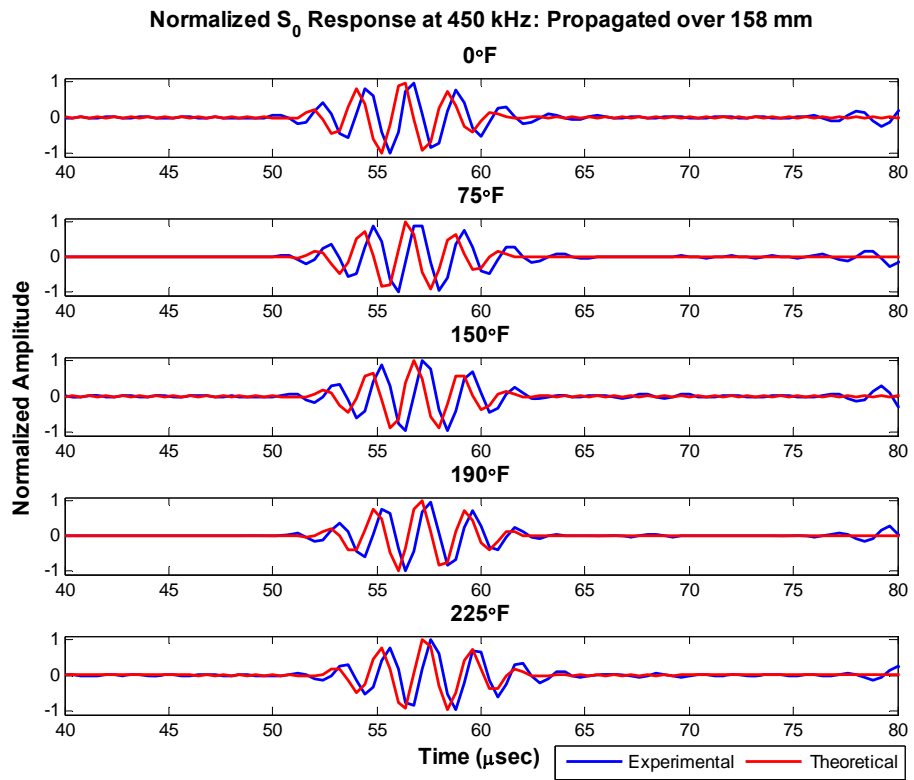 Normalized S0 Response at 450 kHz: Propagated over 158 mm
0°F
1
0
-1
40 45 50 55 60 65 70 75 80
75°F
1
0
-1
40 45 50 55 60 65 70 75 80
150°F
1
0
-1
40 45 50 55 60 65 70 75 80
190°F
1
0
-1
40 45 50 55 60 65 70 75 80
225°F
1
0
-1
40 45 50 55 60 65 70 75 80
Normalized Amplitude
Time (μsec)
Experimental
Theoretical